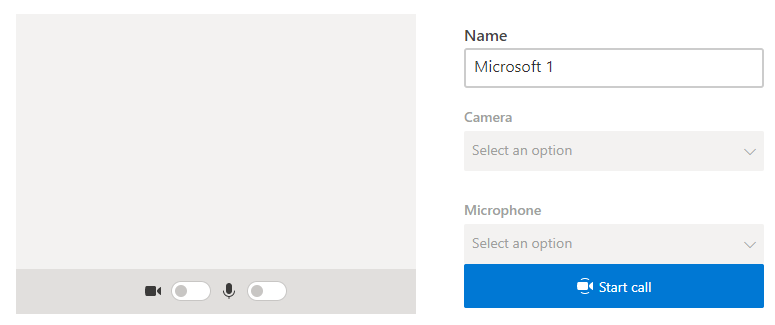 Name
Microsoft 1
Camera
Select an option
Microphone
Select an option
Start call